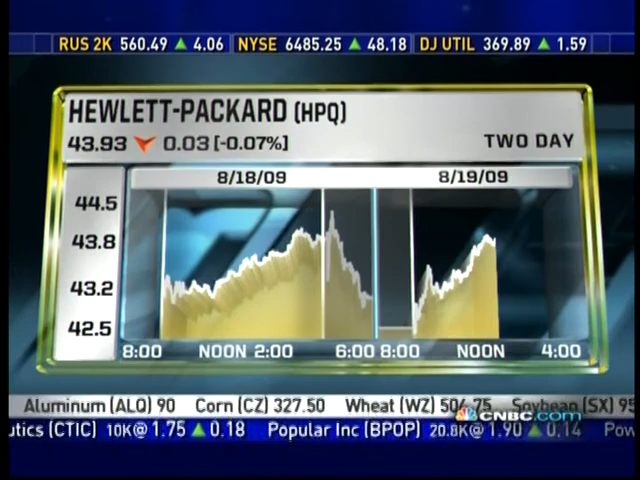 RUS 2K 560.49 ▲ 4.06 NYSE 6485.25 ▲ 48.18 DJ UTIL 369.89 ▲ 1.59
HEWLETT-PACKARD (HPQ)
43.93 ▼ 0.03 [-0.07%] TWO DAY
8/18/09 8/19/09
44.5
43.8
43.2
42.5
8:00 NOON 2:00 6:00 8:00 NOON 4:00
Aluminum (ALQ) 90 Corn (CZ) 327.50 Wheat (WZ) 504.75 Soybean (SX) 95
CNBC.com
utics (CTIC) 10K@1.75 ▲ 0.18 Popular Inc (BPOP) 20.8K@1.90 ▲ 0.14 Pow